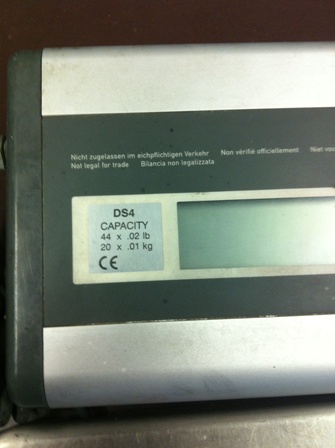 Nicht zugelassen im eichpflichtigen Verkehr Non vérifié officiellement Niet
Not legal for trade Bilancia non legalizzata
DS4
CAPACITY
44 x .02 lb
20 x .01 kg
CE